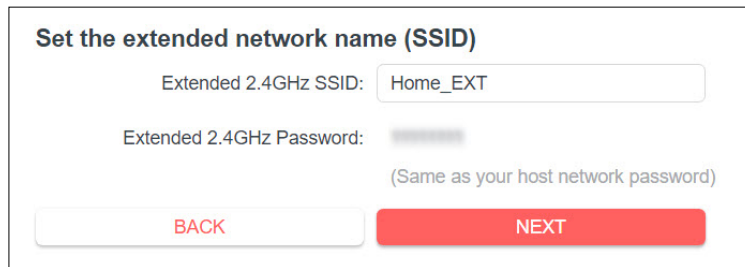 Set the extended network name (SSID)
Extended 2.4GHz SSID: Home_EXT
Extended 2.4GHz Password:
(Same as your host network password)
BACK NEXT